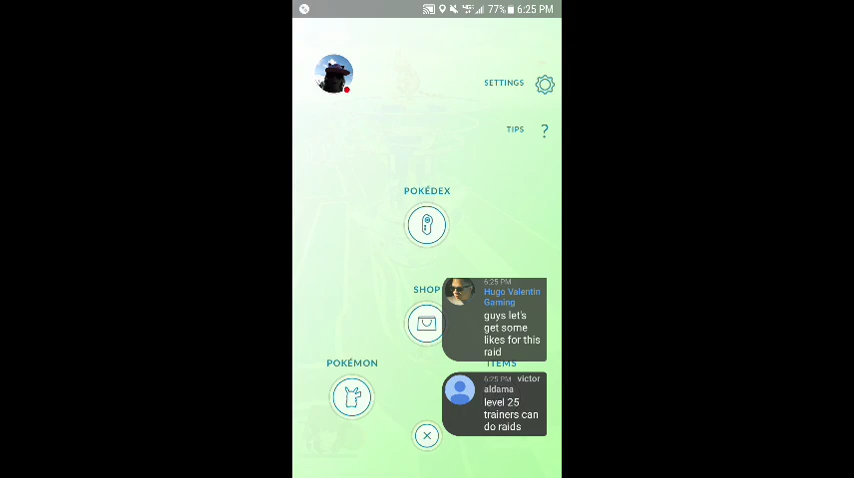 77% 6:25 PM
SETTINGS
TIPS ?
POKÉDEX
SHOP
6:25 PM
Hugo Valentin
Gaming
guys let's
get some
likes for this
raid
POKÉMON
ITEMS
6:25 PM victor
aldama
level 25
trainers can
do raids